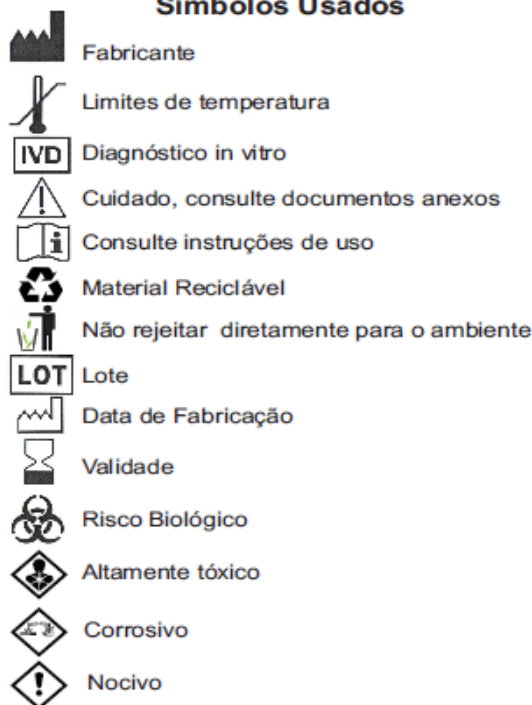 Símbolos Usados
Fabricante
Limites de temperatura
IVD Diagnóstico in vitro
Cuidado, consulte documentos anexos
i Consulte instruções de uso
Material Reciclável
Não rejeitar diretamente para o ambiente
LOT Lote
Data de Fabricação
Validade
Risco Biológico
Altamente tóxico
Corrosivo
Nocivo